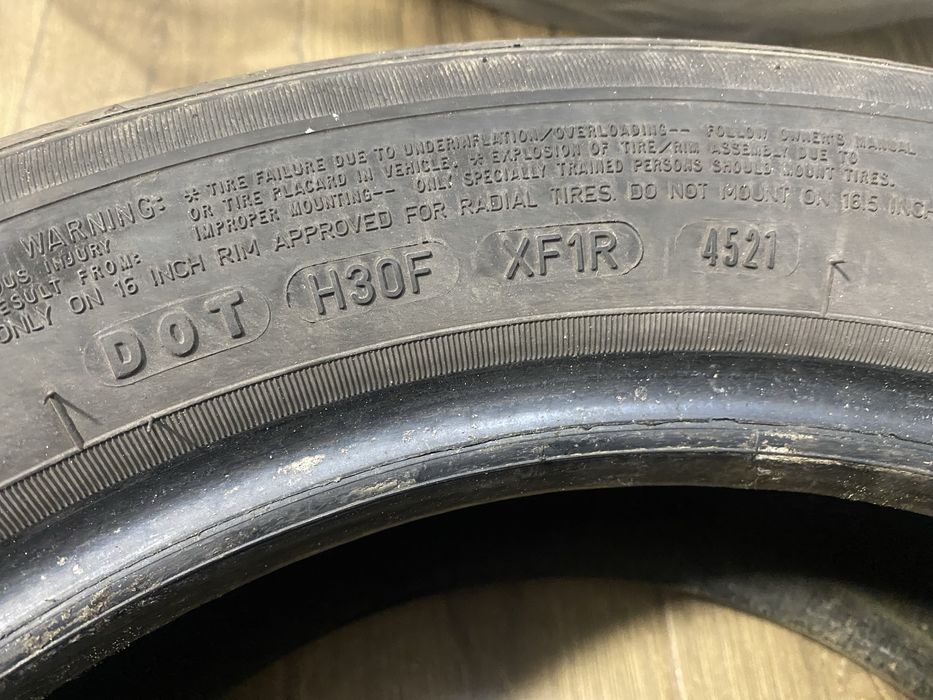 WARNING: * TIRE FAILURE DUE TO UNDERINFLATION/OVERLOADING-- FOLLOW OWNER'S MANUAL
OUS INJURY OR TIRE PLACARD IN VEHICLE. * EXPLOSION OF TIRE/RIM ASSEMBLY DUE TO
ESULT FROM: IMPROPER MOUNTING-- ONLY SPECIALLY TRAINED PERSONS SHOULD MOUNT TIRES.
ONLY ON 16 INCH RIM APPROVED FOR RADIAL TIRES. DO NOT MOUNT ON 16.5 INCH
DOT H30F XF1R 4521